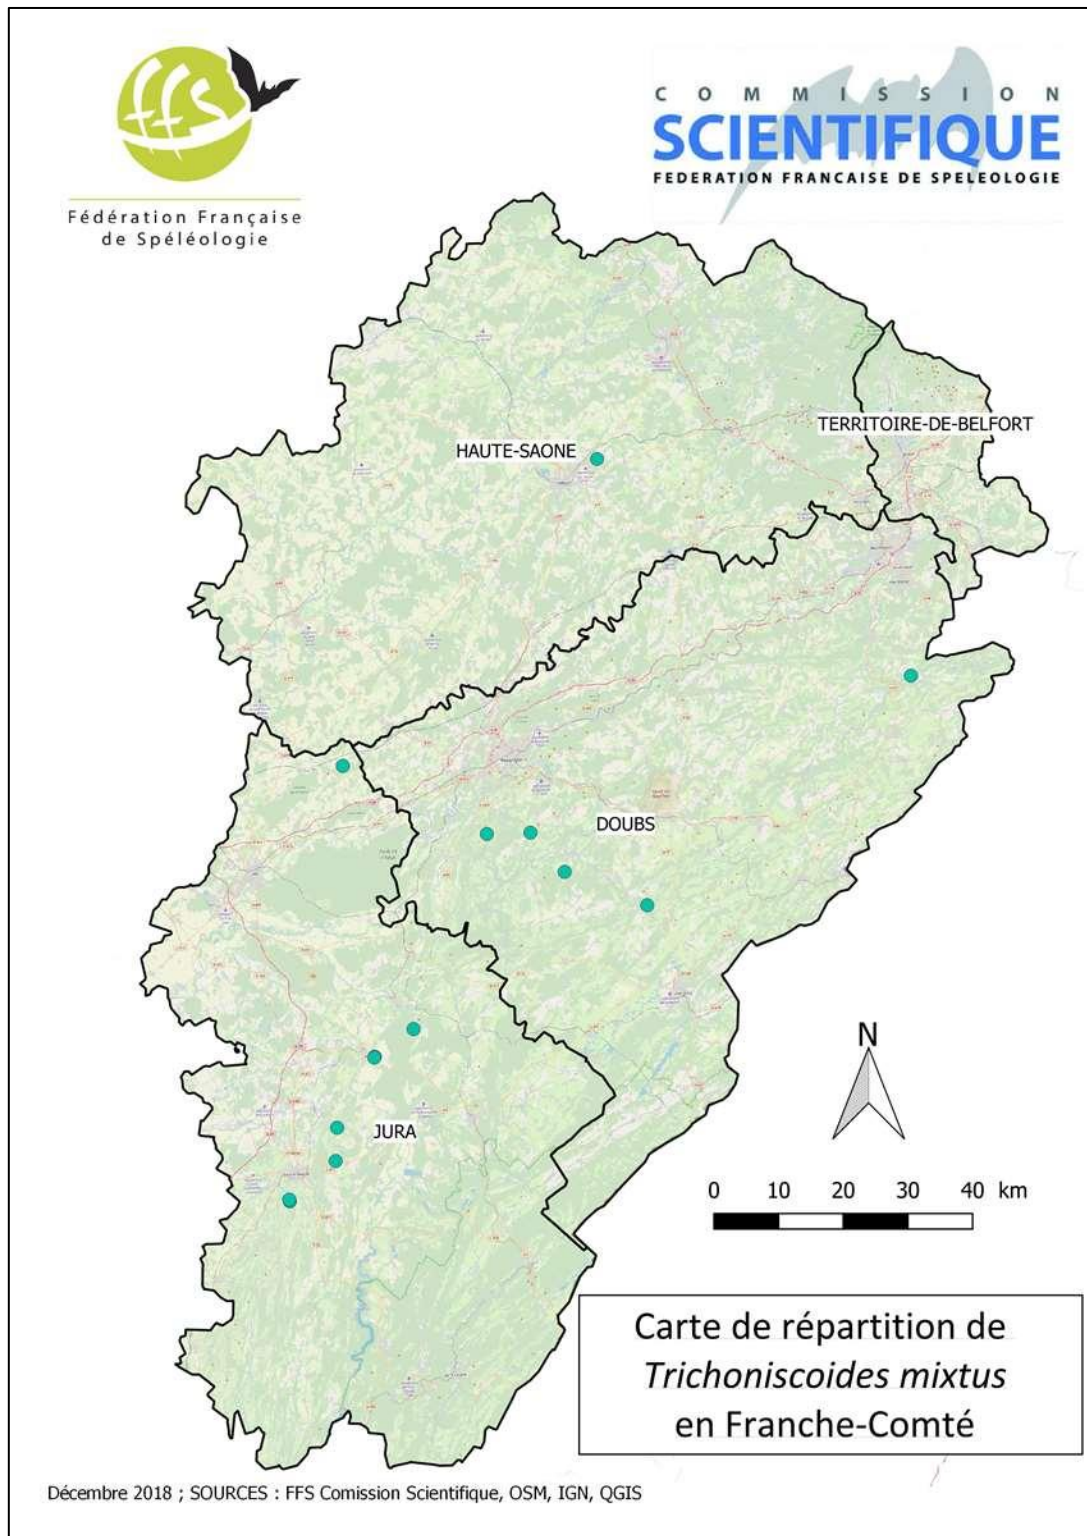 ffs
Fédération Française
de Spéléologie
COMMISSION
SCIENTIFIQUE
FEDERATION FRANCAISE DE SPELEOLOGIE
TERRITOIRE-DE-BELFORT
HAUTE-SAONE
DOUBS
JURA
N
0 10 20 30 40 km
Carte de répartition de
Trichoniscoides mixtus
en Franche-Comté
Décembre 2018 ; SOURCES : FFS Comission Scientifique, OSM, IGN, QGIS